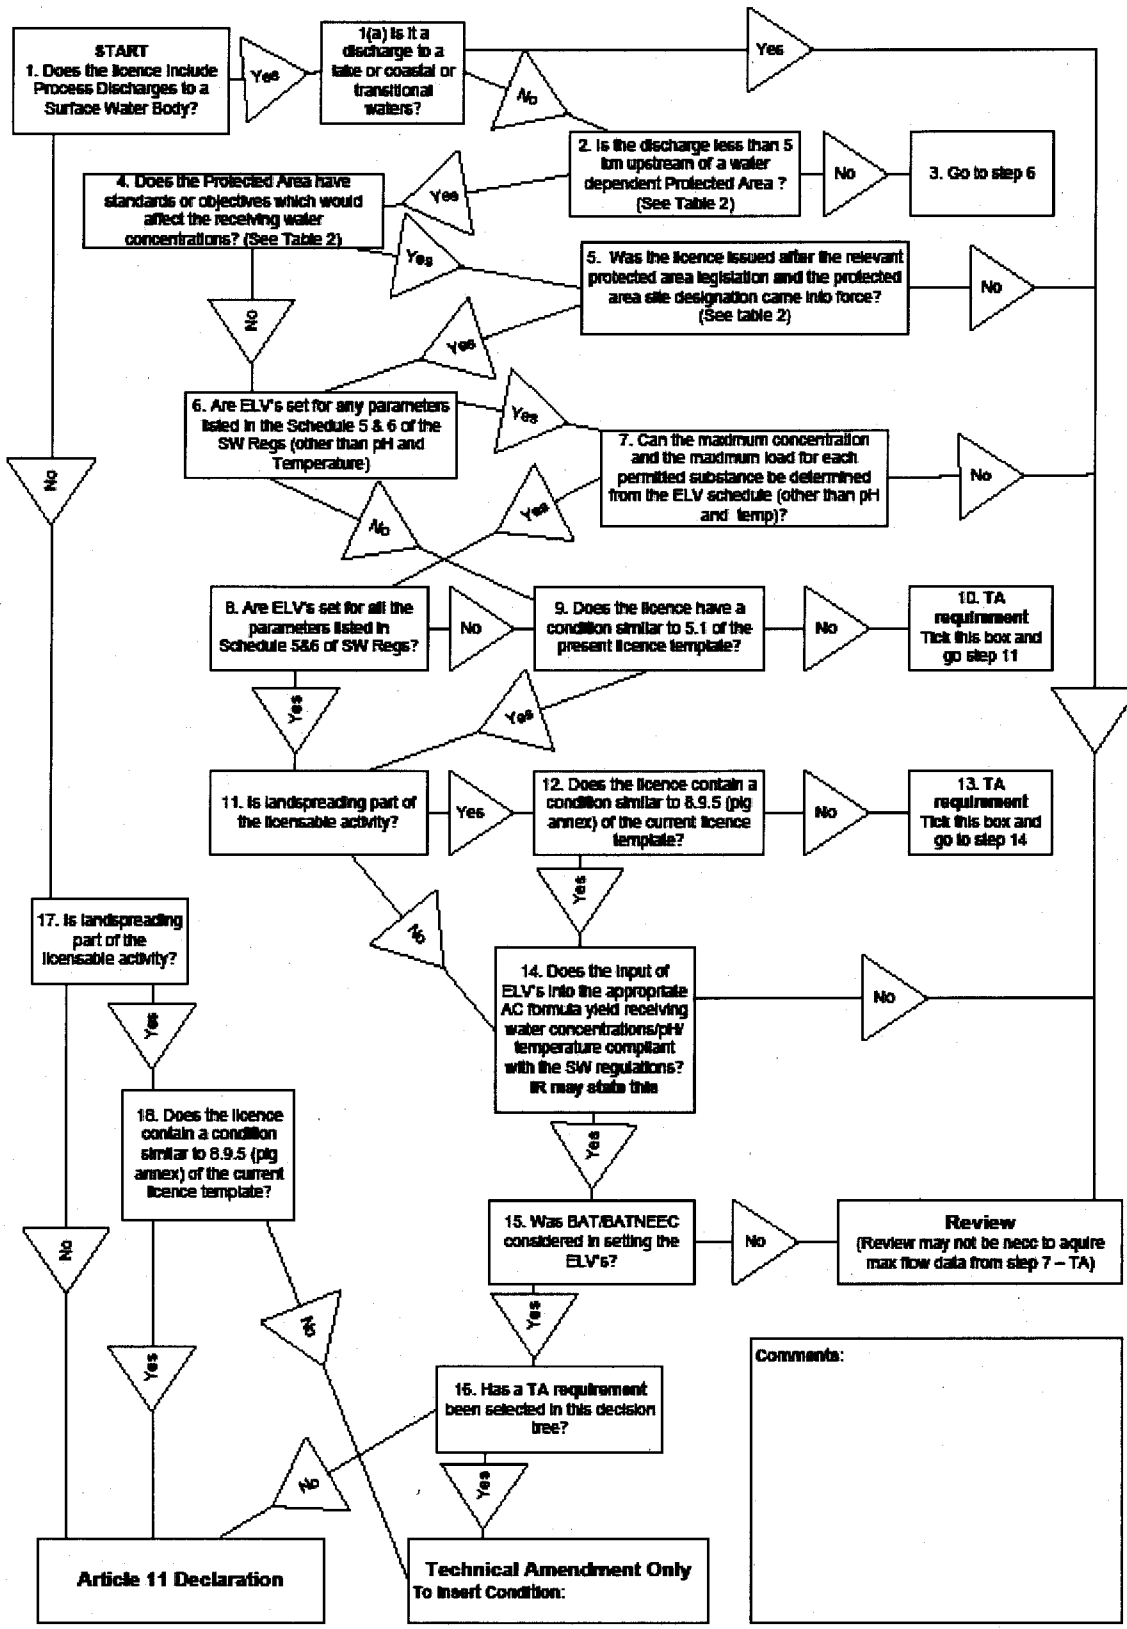 START
1. Does the licence include
Process Discharges to a
Surface Water Body?
Yes
1(a) Is it a
discharge to a
lake or coastal or
transitional
waters?
Yes
No
2. Is the discharge less than 5
km upstream of a water
dependent Protected Area ?
(See Table 2)
No
3. Go to step 6
Yes
4. Does the Protected Area have
standards or objectives which would
affect the receiving water
concentrations? (See Table 2)
Yes
5. Was the licence issued after the relevant
protected area legislation and the protected
area site designation came into force?
(See table 2)
No
No
Yes
6. Are ELV's set for any parameters
listed in the Schedule 5 & 6 of the
SW Regs (other than pH and
Temperature)
Yes
7. Can the maximum concentration
and the maximum load for each
permitted substance be determined
from the ELV schedule (other than pH
and temp)?
No
No
No
Yes
8. Are ELV's set for all the
parameters listed in
Schedule 5&6 of SW Regs?
No
9. Does the licence have a
condition similar to 5.1 of the
present licence template?
No
10. TA
requirement
Tick this box and
go step 11
Yes
Yes
11. Is landspreading part of
the licensable activity?
Yes
12. Does the licence contain a
condition similar to 8.9.5 (pig
annex) of the current licence
template?
No
13. TA
requirement
Tick this box and
go to step 14
Yes
No
17. Is landspreading
part of the
licensable activity?
14. Does the input of
ELV's into the appropriate
AC formula yield receiving
water concentrations/pH/
temperature compliant
with the SW regulations?
IR may state this
No
Yes
Yes
18. Does the licence
contain a condition
similar to 8.9.5 (pig
annex) of the current
licence template?
15. Was BAT/BATNEEC
considered in setting the
ELV's?
No
Review
(Review may not be necc to aquire
max flow data from step 7 – TA)
No
Yes
No
Yes
16. Has a TA requirement
been selected in this decision
tree?
Comments:
No
Yes
Article 11 Declaration
Technical Amendment Only
To Insert Condition: